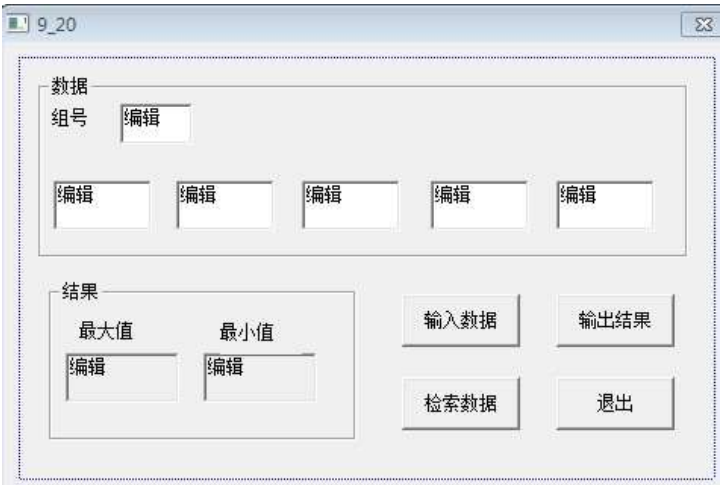 9_20
数据
组号 编辑
编辑 编辑 编辑 编辑 编辑
结果
最大值 最小值
编辑 编辑
输入数据 输出结果
检索数据 退出